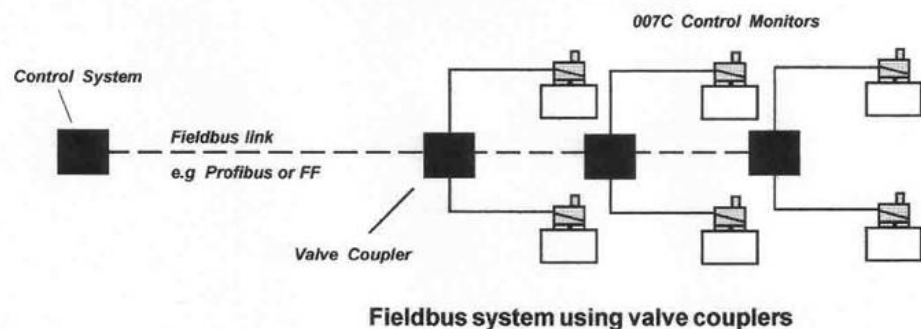 007C Control Monitors
Control System
Fieldbus link
e.g Profibus or FF
Valve Coupler
Fieldbus system using valve couplers